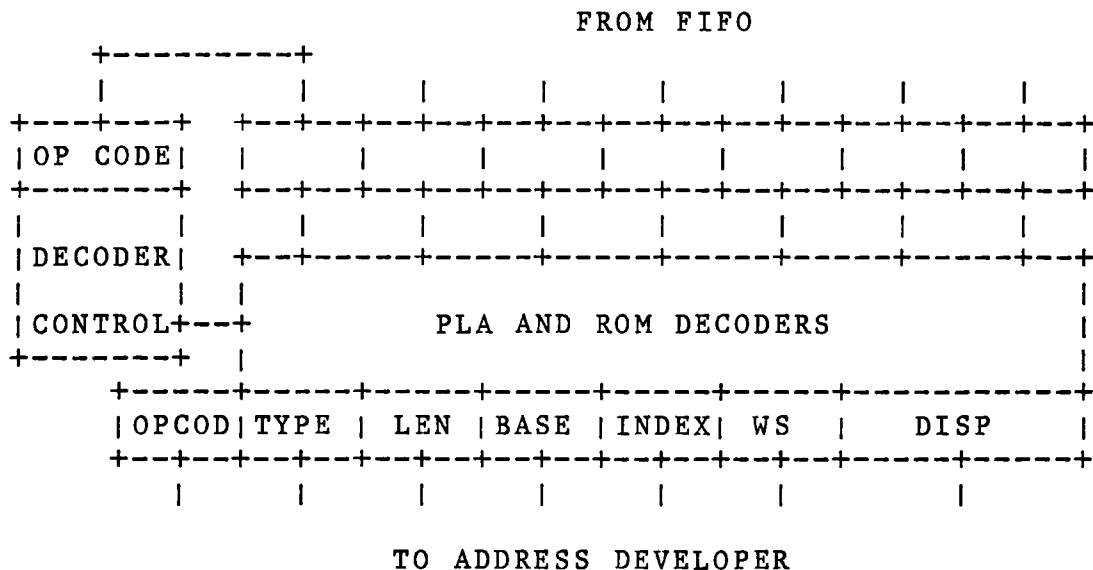 FROM FIFO
OP CODE
DECODER
CONTROL
PLA AND ROM DECODERS
OPCOD TYPE LEN BASE INDEX WS DISP
TO ADDRESS DEVELOPER